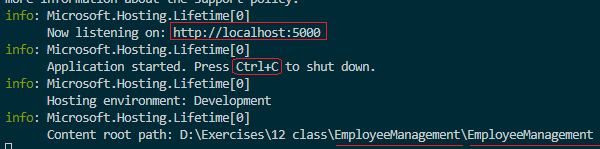 more information about the support policy.
info: Microsoft.Hosting.Lifetime[0]
Now listening on: http://localhost:5000
info: Microsoft.Hosting.Lifetime[0]
Application started. Press Ctrl+C to shut down.
info: Microsoft.Hosting.Lifetime[0]
Hosting environment: Development
info: Microsoft.Hosting.Lifetime[0]
Content root path: D:\Exercises\12 class\EmployeeManagement\EmployeeManagement